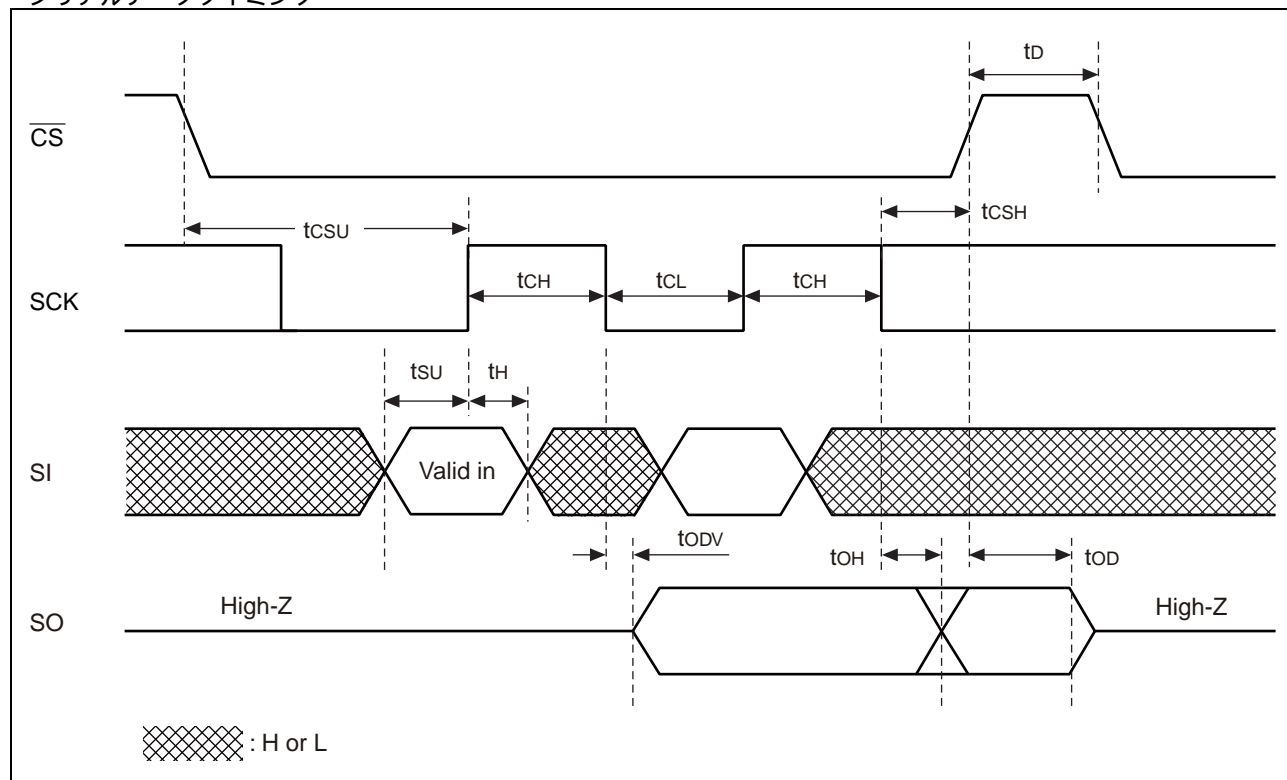 tD
CS
tCSU
tCSH
SCK
tCH
tCL
tCH
tSU
tH
SI
Valid in
tODV
tOH
tOD
SO
High-Z
High-Z
: H or L